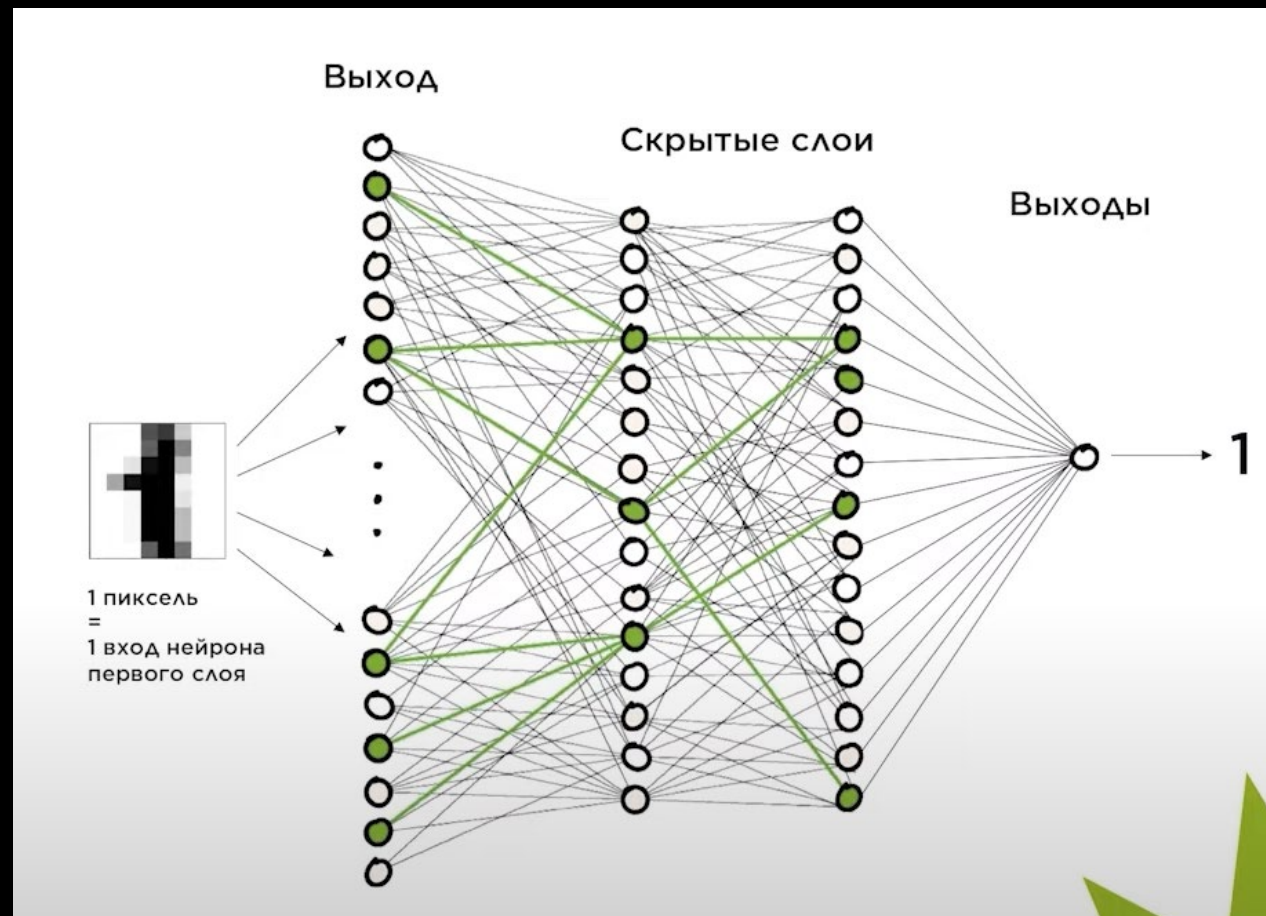 Выход
Скрытые слои
Выходы
1
1 пиксель
=
1 вход нейрона
первого слоя